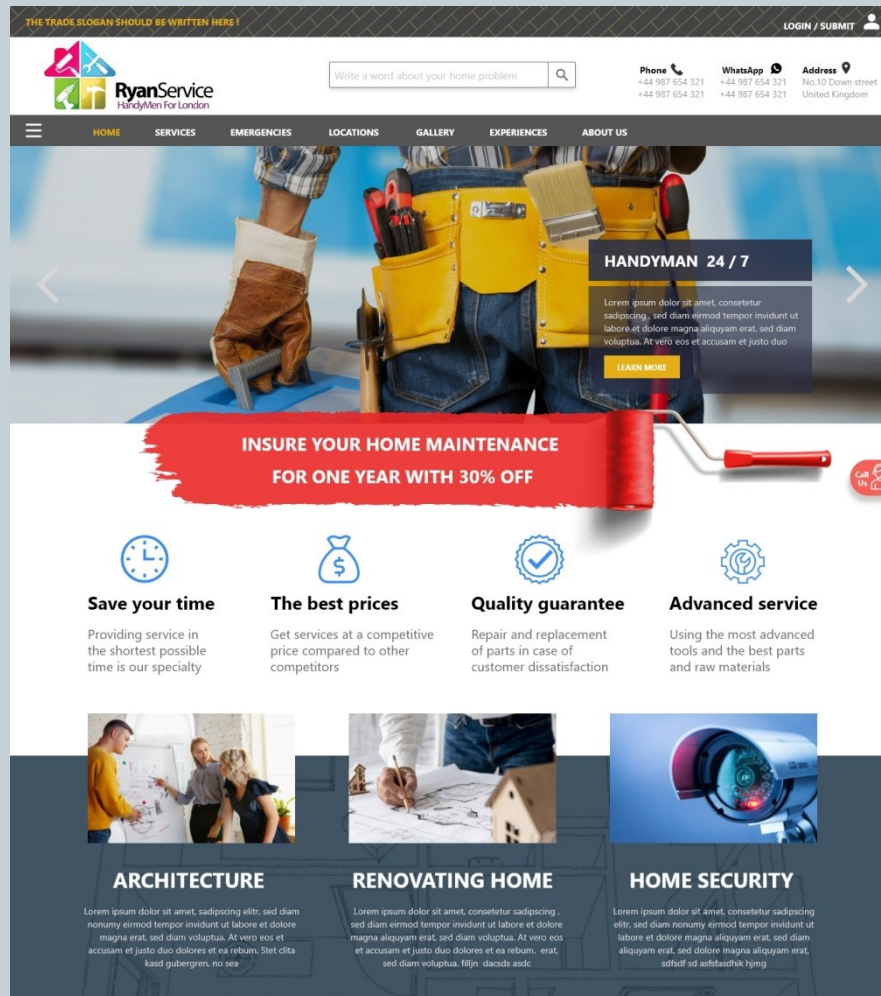 THE TRADE SLOGAN SHOULD BE WRITTEN HERE !
LOGIN / SUBMIT
RyanService
HandyMen For London
Write a word about your home problem
Phone
+44 987 654 321
+44 987 654 321
WhatsApp
+44 987 654 321
+44 987 654 321
Address
No.10 Down street
United Kingdom
HOME
SERVICES
EMERGENCIES
LOCATIONS
GALLERY
EXPERIENCES
ABOUT US
HANDYMAN 24 / 7
Lorem ipsum dolor sit amet, consetetur
sadipscing , sed diam eirmod tempor invidunt ut
labore et dolore magna aliquyam erat, sed diam
voluptua. At vero eos et accusam et justo duo
LEARN MORE
INSURE YOUR HOME MAINTENANCE
FOR ONE YEAR WITH 30% OFF
Call
Us
Save your time
Providing service in
the shortest possible
time is our specialty
The best prices
Get services at a competitive
price compared to other
competitors
Quality guarantee
Repair and replacement
of parts in case of
customer dissatisfaction
Advanced service
Using the most advanced
tools and the best parts
and raw materials
ARCHITECTURE
Lorem ipsum dolor sit amet, sadipscing elitr, sed diam
nonumy eirmod tempor invidunt ut labore et dolore
magna erat, sed diam voluptua. At vero eos et
accusam et justo duo dolores et ea rebum. Stet clita
kasd gubergren, no sea
RENOVATING HOME
Lorem ipsum dolor sit amet, consetetur sadipscing ,
sed diam nonumy eirmod tempor invidunt ut labore et dolore
magna aliquyam erat, sed diam voluptua. At vero eos
et accusam et justo duo dolores et ea rebum. erat,
sed diam voluptua. filljn dacsds asdc
HOME SECURITY
Lorem ipsum dolor sit amet, consetetur sadipscing
elitr, sed diam nonumy eirmod tempor invidunt ut
labore et dolore magna aliquyam erat, sed diam
aliquyam erat, sed dolore magna aliquyam erat,
sdfsdf sd asfsfasdhik hjmg